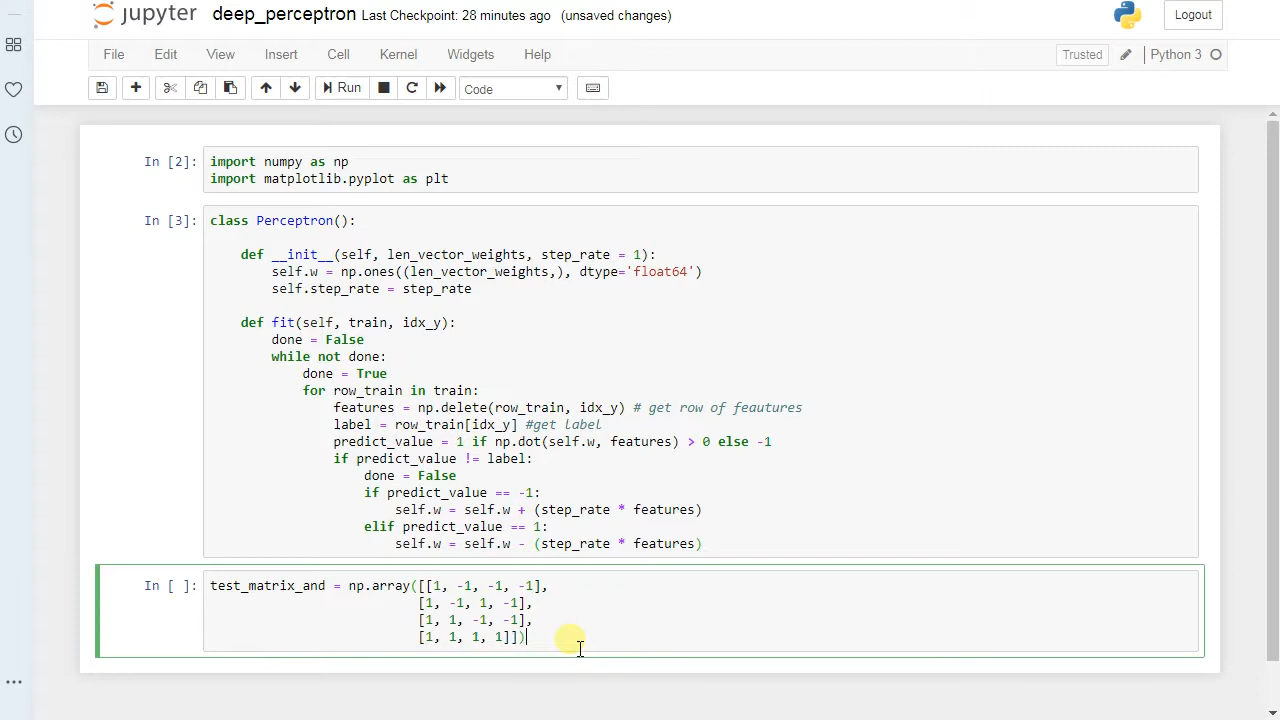 jupyter deep_perceptron Last Checkpoint: 28 minutes ago (unsaved changes) Logout
File Edit View Insert Cell Kernel Widgets Help Trusted Python 3
Run Code
In [2]: import numpy as np
import matplotlib.pyplot as plt
In [3]: class Perceptron():
def __init__(self, len_vector_weights, step_rate = 1):
self.w = np.ones((len_vector_weights,), dtype='float64')
self.step_rate = step_rate
def fit(self, train, idx_y):
done = False
while not done:
done = True
for row_train in train:
features = np.delete(row_train, idx_y) # get row of feautures
label = row_train[idx_y] #get label
predict_value = 1 if np.dot(self.w, features) > 0 else -1
if predict_value != label:
done = False
if predict_value == -1:
self.w = self.w + (step_rate * features)
elif predict_value == 1:
self.w = self.w - (step_rate * features)
In [ ]: test_matrix_and = np.array([[1, -1, -1, -1],
[1, -1, 1, -1],
[1, 1, -1, -1],
[1, 1, 1, 1]])